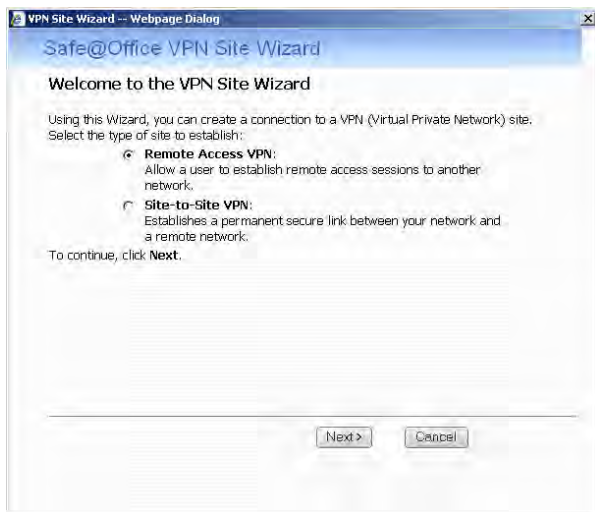 VPN Site Wizard -- Webpage Dialog
Safe@Office VPN Site Wizard
Welcome to the VPN Site Wizard
Using this Wizard, you can create a connection to a VPN (Virtual Private Network) site.
Select the type of site to establish:
Remote Access VPN:
Allow a user to establish remote access sessions to another
network.
Site-to-Site VPN:
Establishes a permanent secure link between your network and
a remote network.
To continue, click Next.
Next >
Cancel